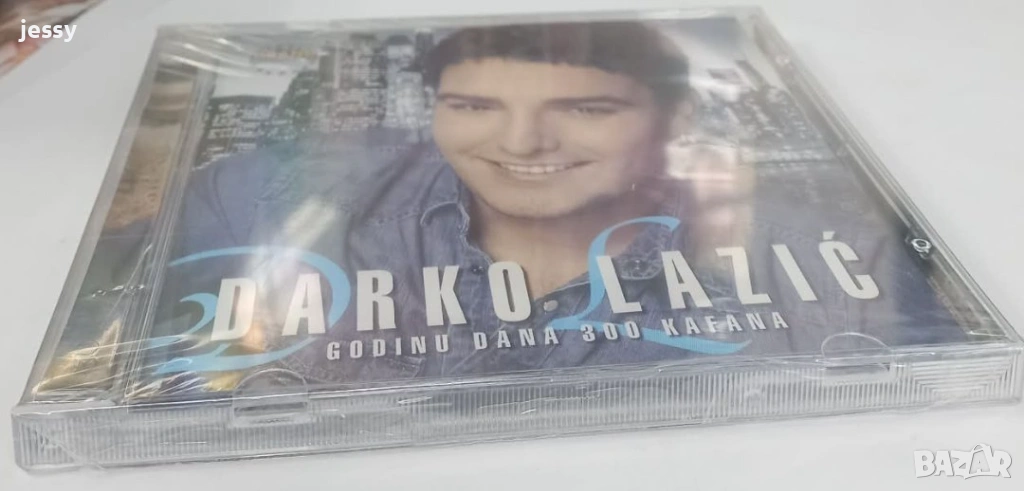 jessy
DARKO LAZIĆ
GODINU DANA 300 KAFANA
BAZAR